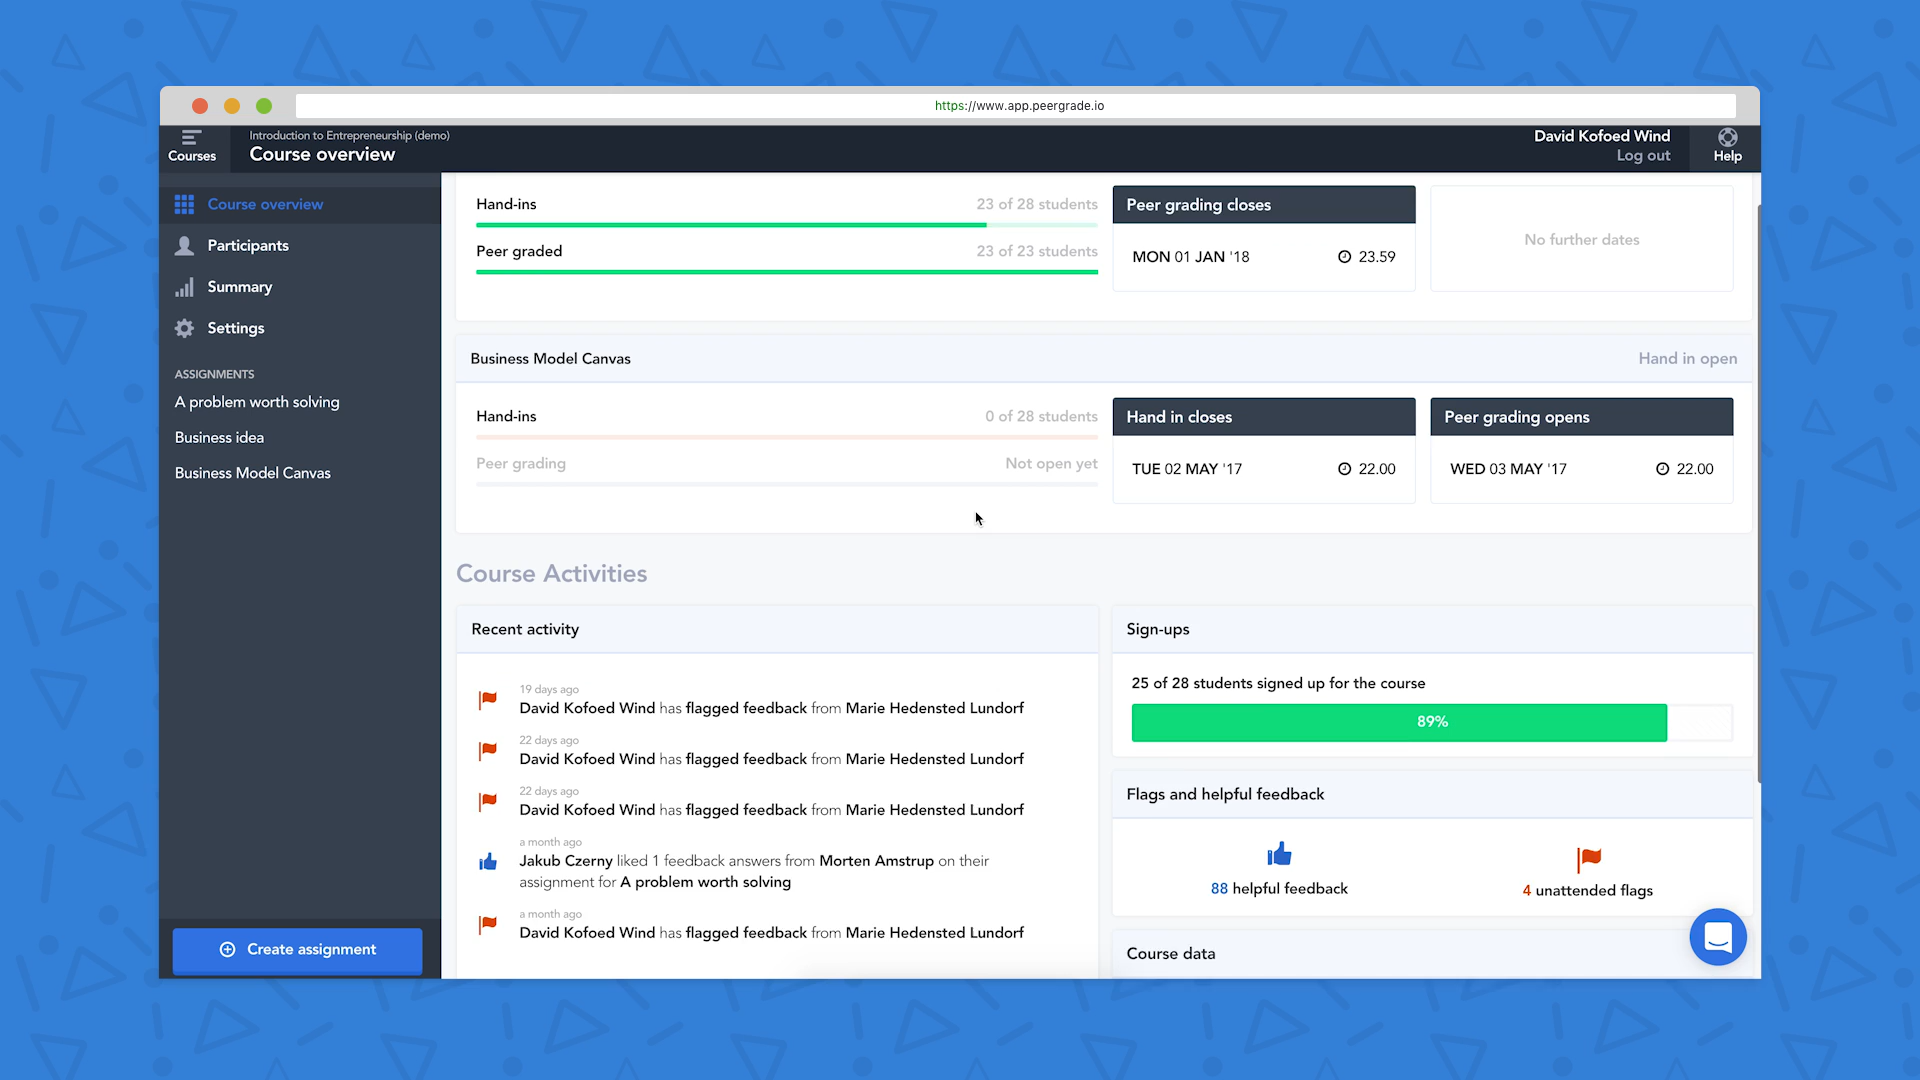 https://www.app.peergrade.io
Courses
Introduction to Entrepreneurship (demo)
Course overview
David Kofoed Wind
Log out
Help
Course overview
Participants
Summary
Settings
ASSIGNMENTS
A problem worth solving
Business idea
Business Model Canvas
Create assignment
Hand-ins 23 of 28 students
Peer graded 23 of 23 students
Peer grading closes
MON 01 JAN '18 23.59
No further dates
Business Model Canvas Hand in open
Hand-ins 0 of 28 students
Peer grading Not open yet
Hand in closes
TUE 02 MAY '17 22.00
Peer grading opens
WED 03 MAY '17 22.00
Course Activities
Recent activity
19 days ago
David Kofoed Wind has flagged feedback from Marie Hedensted Lundorf
22 days ago
David Kofoed Wind has flagged feedback from Marie Hedensted Lundorf
22 days ago
David Kofoed Wind has flagged feedback from Marie Hedensted Lundorf
a month ago
Jakub Czerny liked 1 feedback answers from Morten Amstrup on their
assignment for A problem worth solving
a month ago
David Kofoed Wind has flagged feedback from Marie Hedensted Lundorf
Sign-ups
25 of 28 students signed up for the course
89%
Flags and helpful feedback
88 helpful feedback
4 unattended flags
Course data